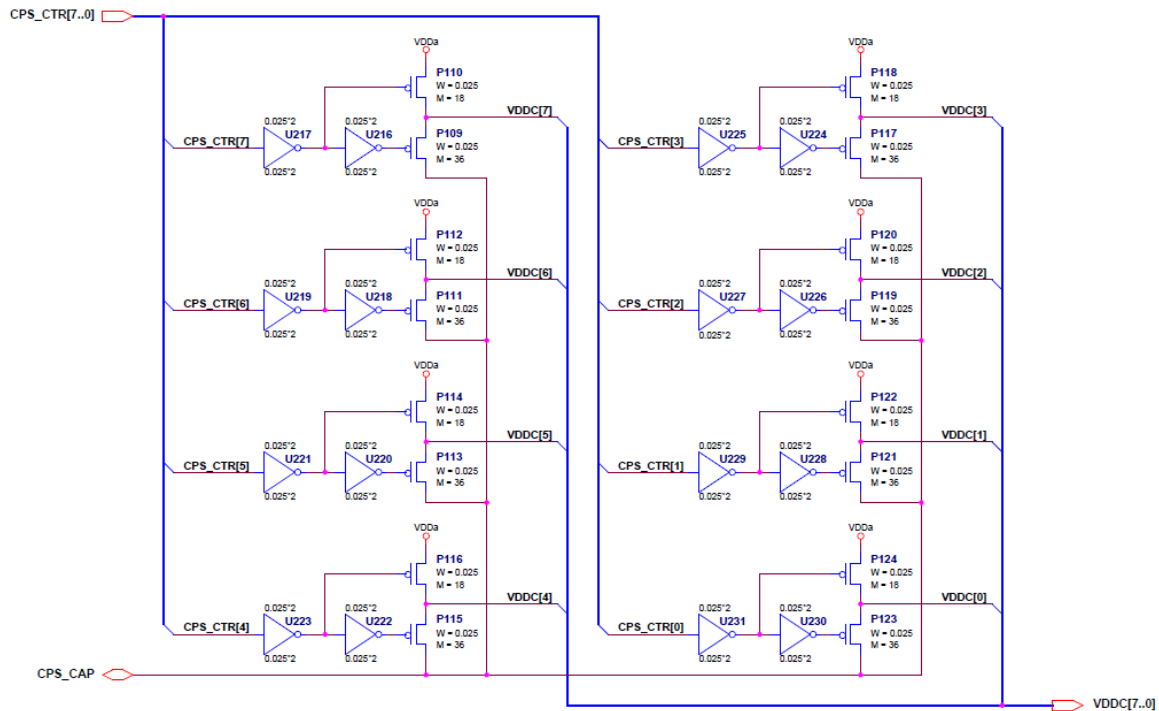 CPS_CTR[7..0]
VDDa
P110
W = 0.025
M = 18
VDDC[7]
0.025*2
U217
0.025*2
U216
P109
W = 0.025
M = 36
CPS_CTR[7]
0.025*2
0.025*2
VDDa
P118
W = 0.025
M = 18
VDDC[3]
0.025*2
U225
0.025*2
U224
P117
W = 0.025
M = 36
CPS_CTR[3]
0.025*2
0.025*2
VDDa
P112
W = 0.025
M = 18
VDDC[6]
0.025*2
U219
0.025*2
U218
P111
W = 0.025
M = 36
CPS_CTR[6]
0.025*2
0.025*2
VDDa
P120
W = 0.025
M = 18
VDDC[2]
0.025*2
U227
0.025*2
U226
P119
W = 0.025
M = 36
CPS_CTR[2]
0.025*2
0.025*2
VDDa
P114
W = 0.025
M = 18
VDDC[5]
0.025*2
U221
0.025*2
U220
P113
W = 0.025
M = 36
CPS_CTR[5]
0.025*2
0.025*2
VDDa
P122
W = 0.025
M = 18
VDDC[1]
0.025*2
U229
0.025*2
U228
P121
W = 0.025
M = 36
CPS_CTR[1]
0.025*2
0.025*2
VDDa
P116
W = 0.025
M = 18
VDDC[4]
0.025*2
U223
0.025*2
U222
P115
W = 0.025
M = 36
CPS_CTR[4]
0.025*2
0.025*2
VDDa
P124
W = 0.025
M = 18
VDDC[0]
0.025*2
U231
0.025*2
U230
P123
W = 0.025
M = 36
CPS_CTR[0]
0.025*2
0.025*2
CPS_CAP
VDDC[7..0]